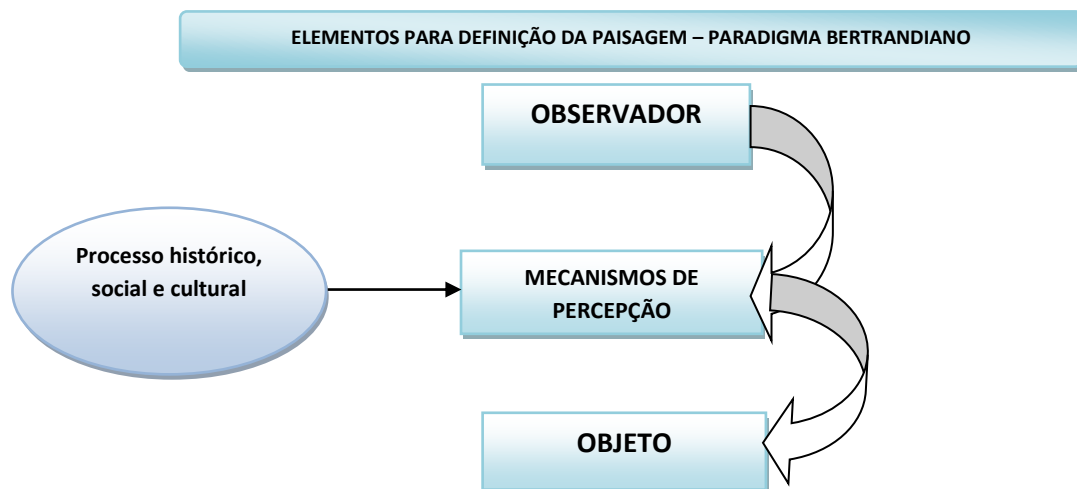 ELEMENTOS PARA DEFINIÇÃO DA PAISAGEM – PARADIGMA BERTRANDIANO
OBSERVADOR
Processo histórico,
social e cultural
MECANISMOS DE
PERCEPÇÃO
OBJETO